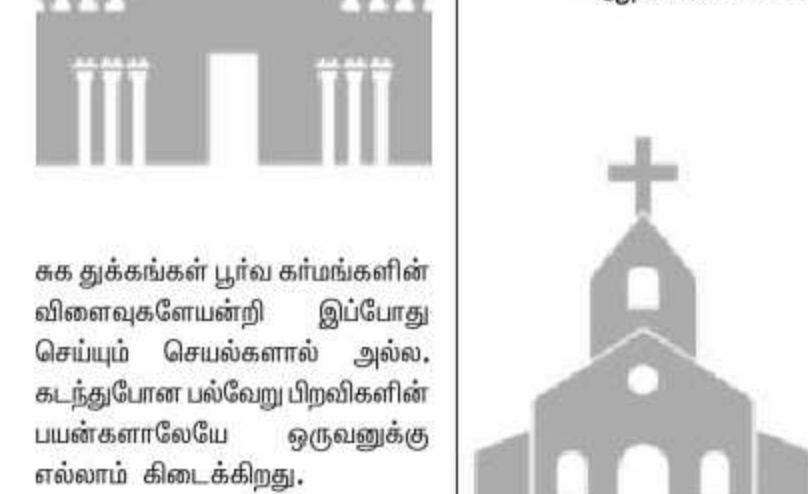 சுக துக்கங்கள் பூர்வ கர்மங்களின்
விளைவுகளேயன்றி இப்போது
செய்யும் செயல்களால் அல்ல.
கடந்துபோன பல்வேறு பிறவிகளின்
பயன்களாலேயே ஒருவனுக்கு
எல்லாம் கிடைக்கிறது.